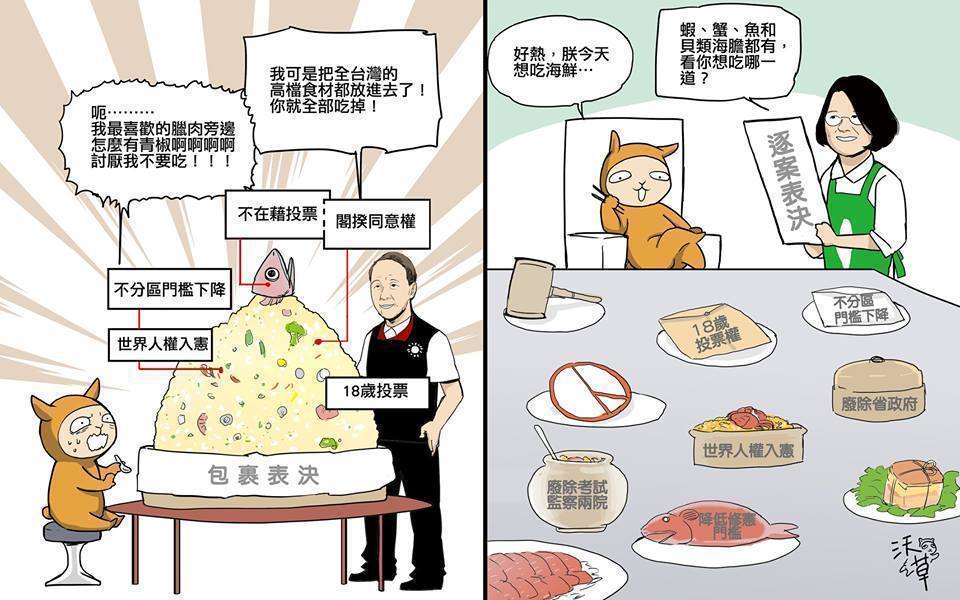 呃………
我最喜歡的臘肉旁邊
怎麼有青椒啊啊啊啊
討厭我不要吃！！！
我可是把全台灣的
高檔食材都放進去了！
你就全部吃掉！
不在藉投票
閣揆同意權
不分區門檻下降
世界人權入憲
18歲投票
包裹表決
好熱，朕今天
想吃海鮮…
蝦、蟹、魚和
貝類海膽都有，
看你想吃哪一
道？
逐案表決
18歲
投票權
不分區
門檻下降
廢除省政府
世界人權入憲
廢除考試
監察兩院
降低修憲
門檻
沃草